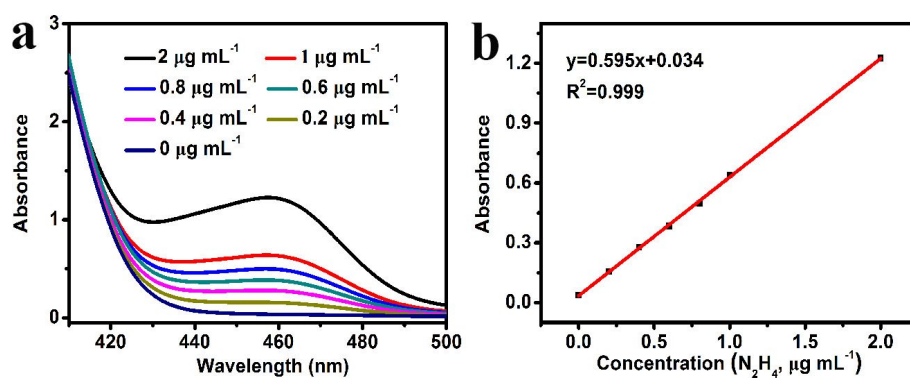 a
3
2
1
0
Absorbance
2 μg mL⁻¹ 1 μg mL⁻¹
0.8 μg mL⁻¹ 0.6 μg mL⁻¹
0.4 μg mL⁻¹ 0.2 μg mL⁻¹
0 μg mL⁻¹
420 440 460 480 500
Wavelength (nm)
b
1.2
0.9
0.6
0.3
0.0
Absorbance
y=0.595x+0.034
R²=0.999
0.0 0.5 1.0 1.5 2.0
Concentration (N₂H₄, μg mL⁻¹)